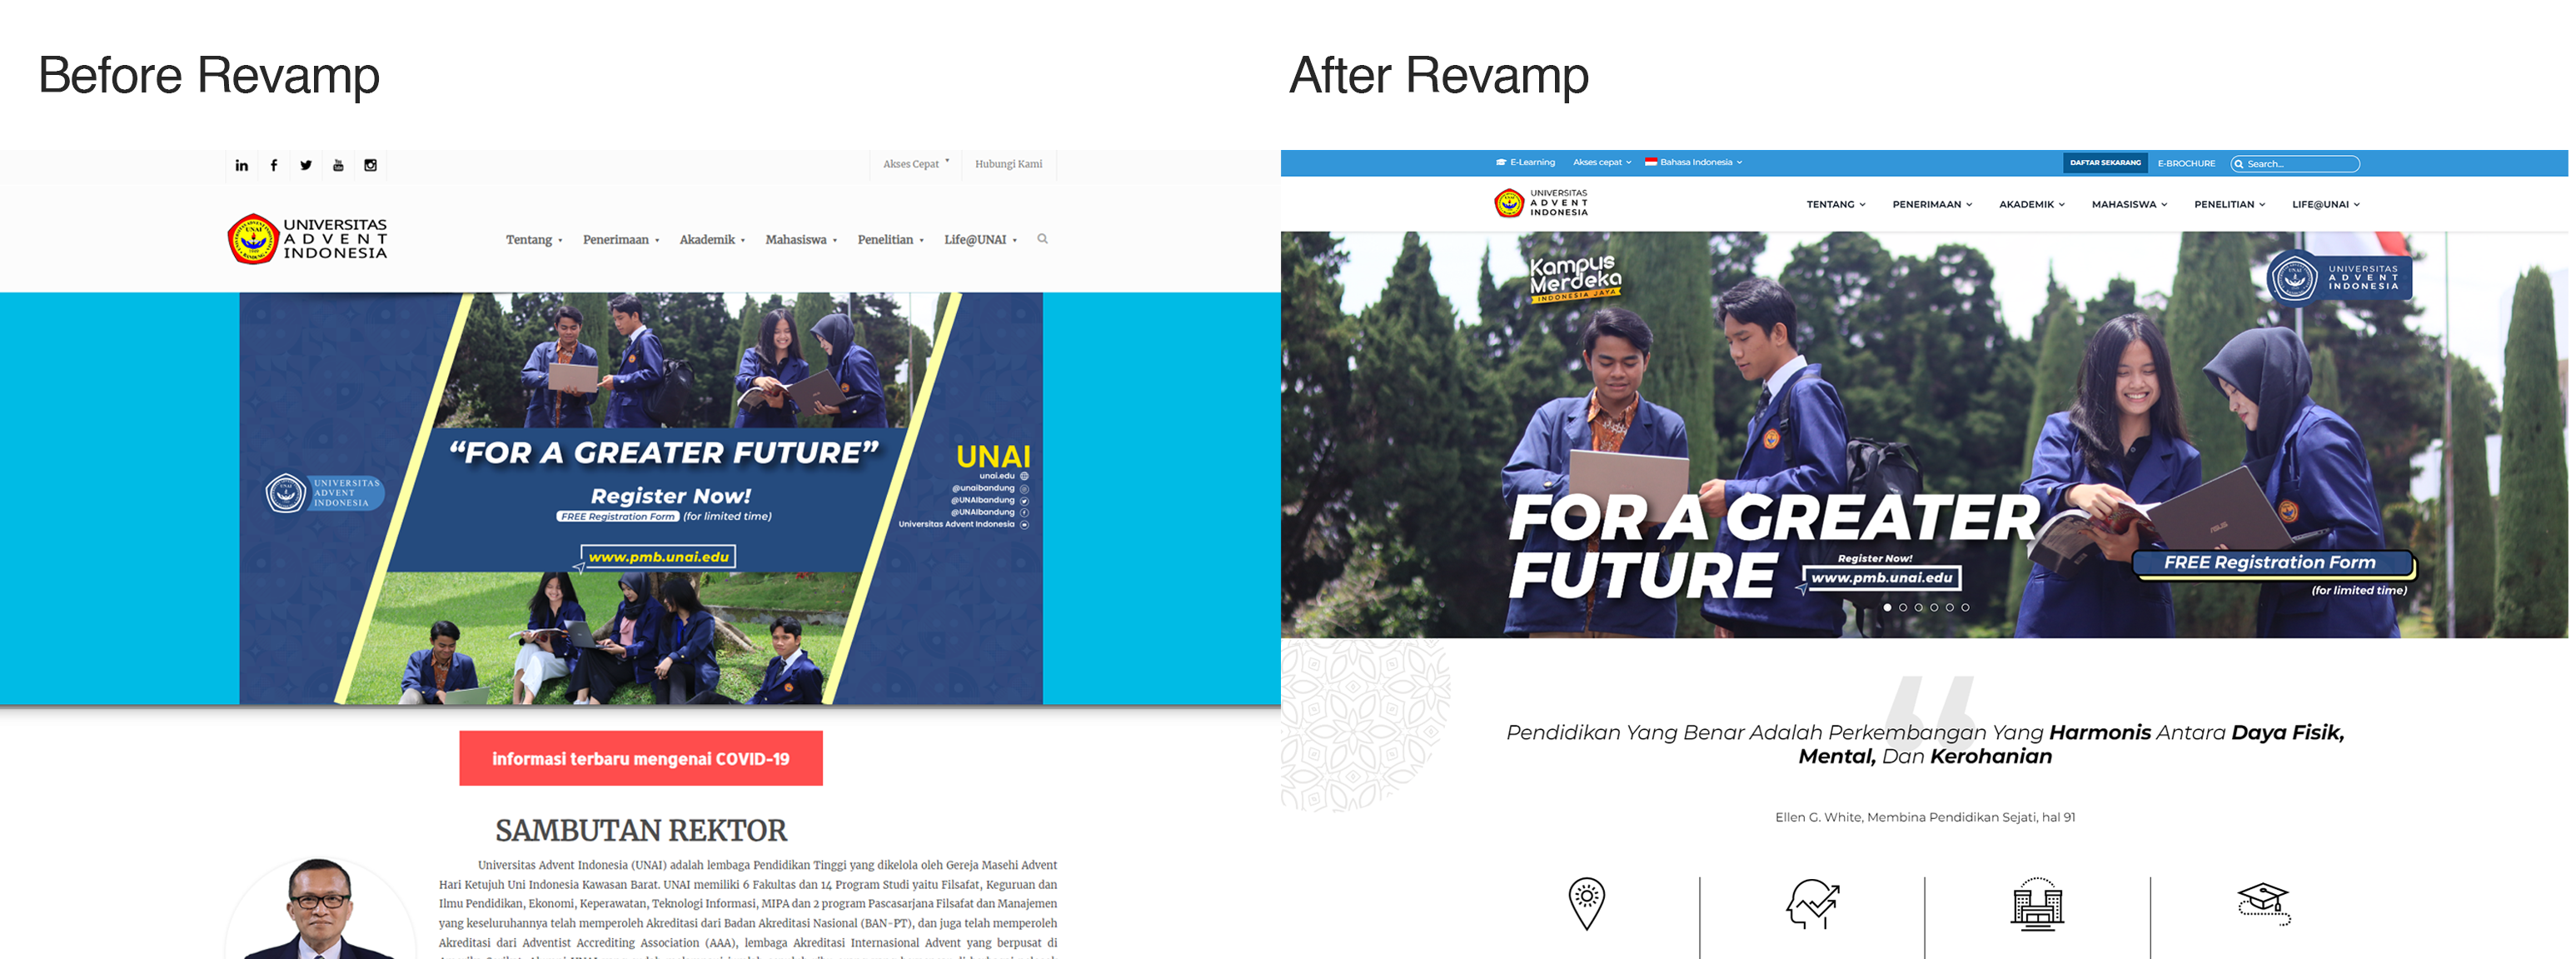 Before Revamp
Akses Cepat
Hubungi Kami
UNIVERSITAS
ADVENT
INDONESIA
Tentang
Penerimaan
Akademik
Mahasiswa
Penelitian
Life@UNAI
UNIVERSITAS
ADVENT
INDONESIA
“FOR A GREATER FUTURE”
Register Now!
FREE Registration Form (for limited time)
www.pmb.unai.edu
UNAI
unai.edu
@unaibandung
@UNAIbandung
@UNAIbandung
Universitas Advent Indonesia
informasi terbaru mengenai COVID-19
SAMBUTAN REKTOR
Universitas Advent Indonesia (UNAI) adalah lembaga Pendidikan Tinggi yang dikelola oleh Gereja Masehi Advent
Hari Ketujuh Uni Indonesia Kawasan Barat. UNAI memiliki 6 Fakultas dan 14 Program Studi yaitu Filsafat, Keguruan dan
Ilmu Pendidikan, Ekonomi, Keperawatan, Teknologi Informasi, MIPA dan 2 program Pascasarjana Filsafat dan Manajemen
yang keseluruhannya telah memperoleh Akreditasi dari Badan Akreditasi Nasional (BAN-PT), dan juga telah memperoleh
Akreditasi dari Adventist Accrediting Association (AAA), lembaga Akreditasi Internasional Advent yang berpusat di
After Revamp
E-Learning
Akses cepat
Bahasa Indonesia
DAFTAR SEKARANG
E-BROCHURE
Search...
UNIVERSITAS
ADVENT
INDONESIA
TENTANG
PENERIMAAN
AKADEMIK
MAHASISWA
PENELITIAN
LIFE@UNAI
Kampus
Merdeka
INDONESIA JAYA
UNIVERSITAS
ADVENT
INDONESIA
FOR A GREATER
FUTURE
Register Now!
www.pmb.unai.edu
FREE Registration Form
(for limited time)
ASUS
“
Pendidikan Yang Benar Adalah Perkembangan Yang Harmonis Antara Daya Fisik,
Mental, Dan Kerohanian
Ellen G. White, Membina Pendidikan Sejati, hal 91